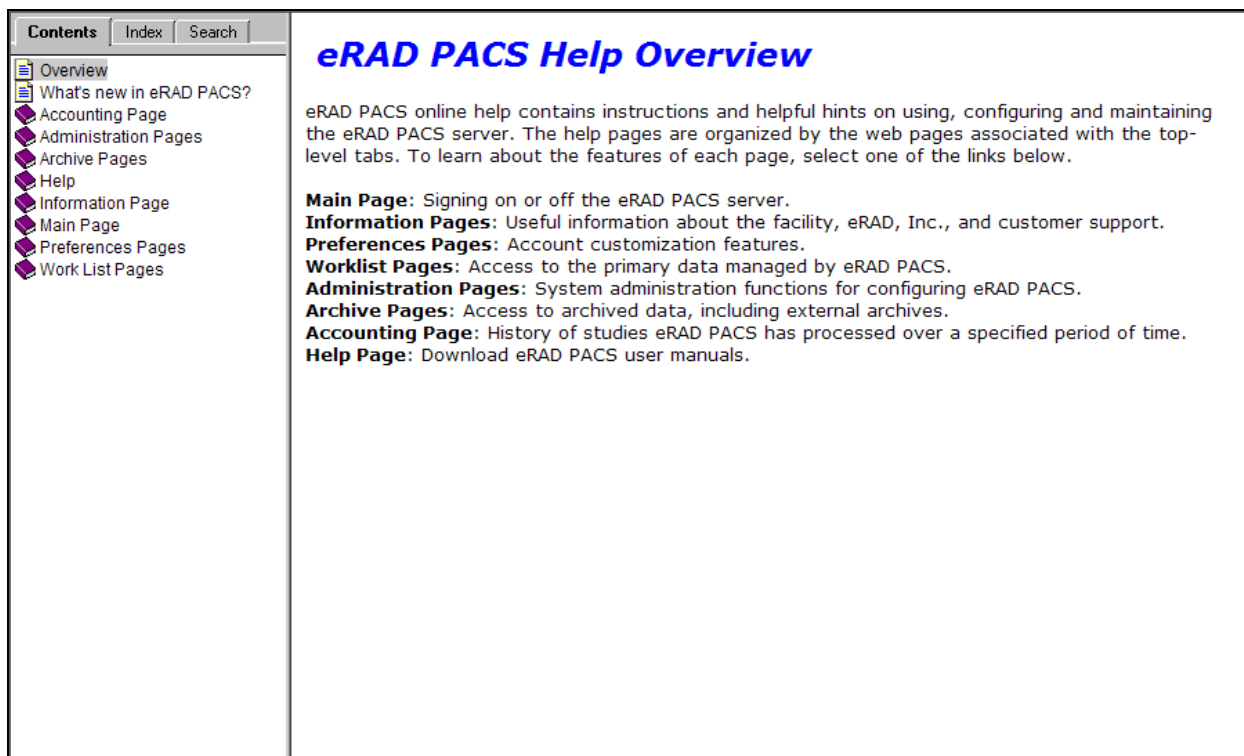 Contents Index Search
Overview
What's new in eRAD PACS?
Accounting Page
Administration Pages
Archive Pages
Help
Information Page
Main Page
Preferences Pages
Work List Pages
eRAD PACS Help Overview
eRAD PACS online help contains instructions and helpful hints on using, configuring and maintaining
the eRAD PACS server. The help pages are organized by the web pages associated with the top-
level tabs. To learn about the features of each page, select one of the links below.
Main Page: Signing on or off the eRAD PACS server.
Information Pages: Useful information about the facility, eRAD, Inc., and customer support.
Preferences Pages: Account customization features.
Worklist Pages: Access to the primary data managed by eRAD PACS.
Administration Pages: System administration functions for configuring eRAD PACS.
Archive Pages: Access to archived data, including external archives.
Accounting Page: History of studies eRAD PACS has processed over a specified period of time.
Help Page: Download eRAD PACS user manuals.